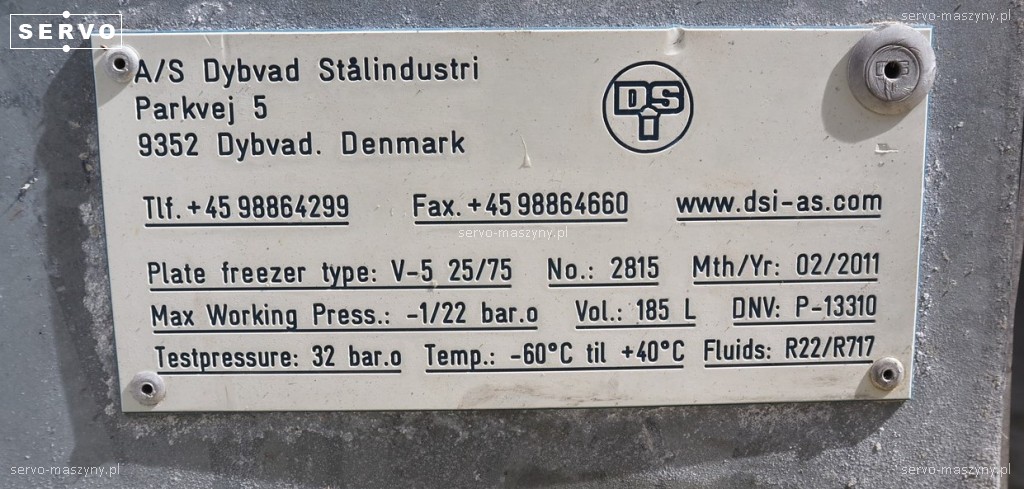 SERVO
servo-maszyny.pl
A/S Dybvad Stålindustri
Parkvej 5
9352 Dybvad. Denmark
DS
i
DS
Tlf. +45 98864299 Fax. +45 98864660 www.dsi-as.com
servo-maszyny.pl
Plate freezer type: V-5 25/75 No.: 2815 Mth/Yr: 02/2011
Max Working Press.: -1/22 bar.o Vol.: 185 L DNV: P-13310
Testpressure: 32 bar.o Temp.: -60°C til +40°C Fluids: R22/R717
servo-maszyny.pl servo-maszyny.pl